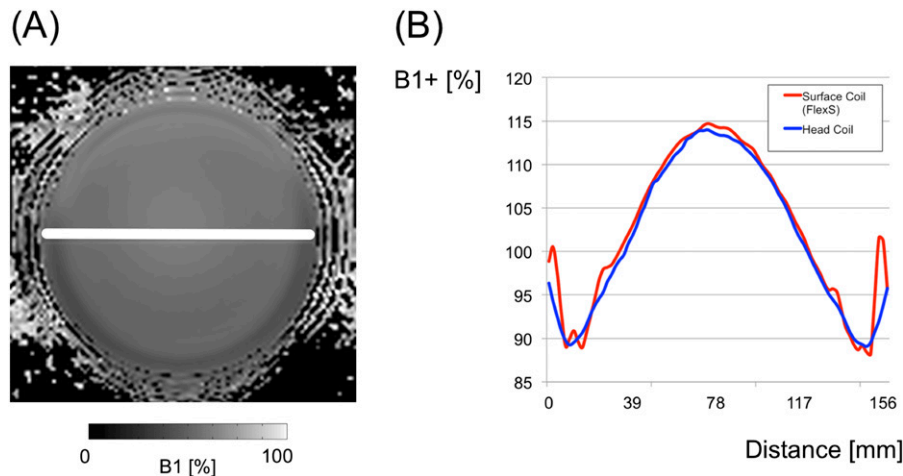 (A)
(B)
B1+ [%]
120
115
110
105
100
95
90
85
Surface Coil
(FlexS)
Head Coil
0 39 78 117 156
Distance [mm]
0 100
B1 [%]